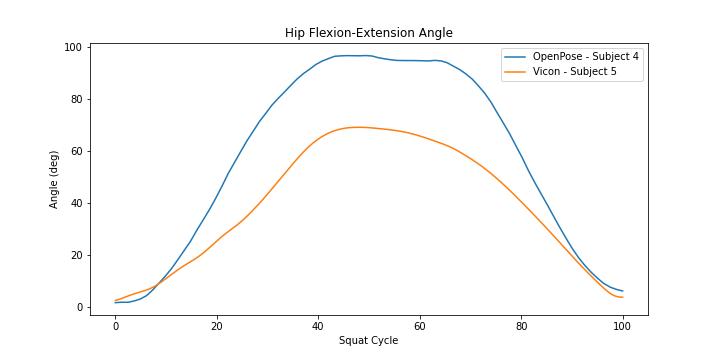 Hip Flexion-Extension Angle
OpenPose - Subject 4
Vicon - Subject 5
100
80
60
40
20
0
Angle (deg)
0 20 40 60 80 100
Squat Cycle